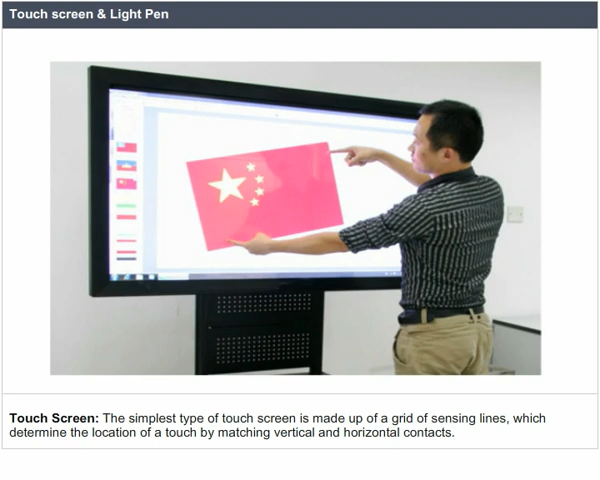 Touch screen & Light Pen
Touch Screen: The simplest type of touch screen is made up of a grid of sensing lines, which
determine the location of a touch by matching vertical and horizontal contacts.